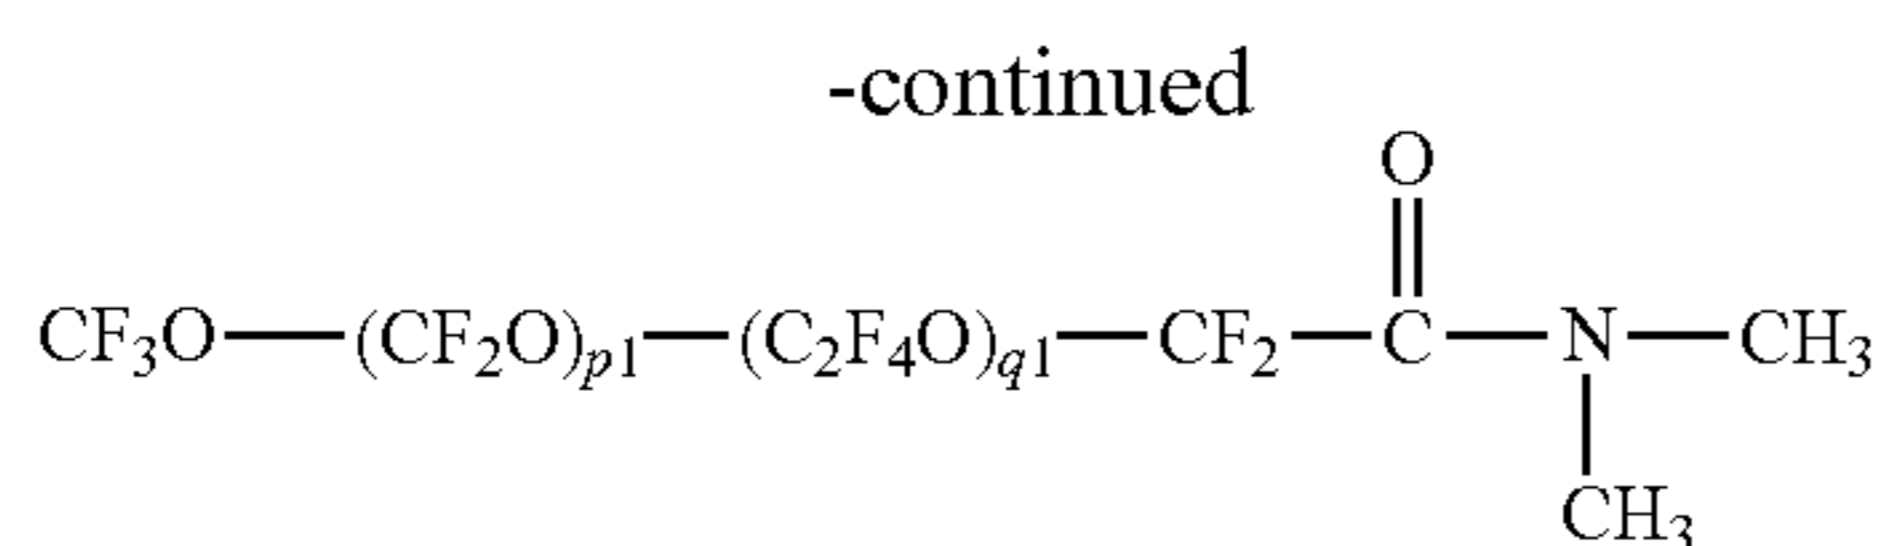 -continued
O
CF₃O—(CF₂O)ₚ₁—(C₂F₄O)q₁—CF₂—C—N—CH₃
CH₃